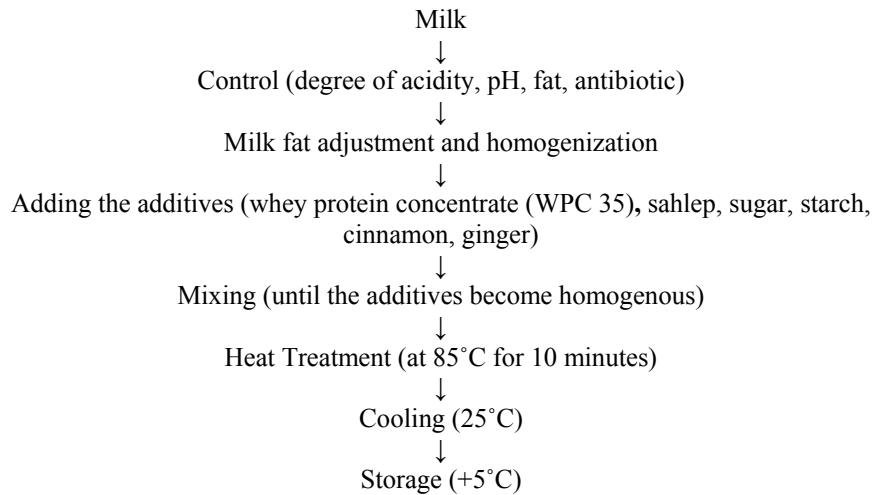 Milk
↓
Control (degree of acidity, pH, fat, antibiotic)
↓
Milk fat adjustment and homogenization
↓
Adding the additives (whey protein concentrate (WPC 35), sahlep, sugar, starch,
cinnamon, ginger)
↓
Mixing (until the additives become homogenous)
↓
Heat Treatment (at 85˚C for 10 minutes)
↓
Cooling (25˚C)
↓
Storage (+5˚C)